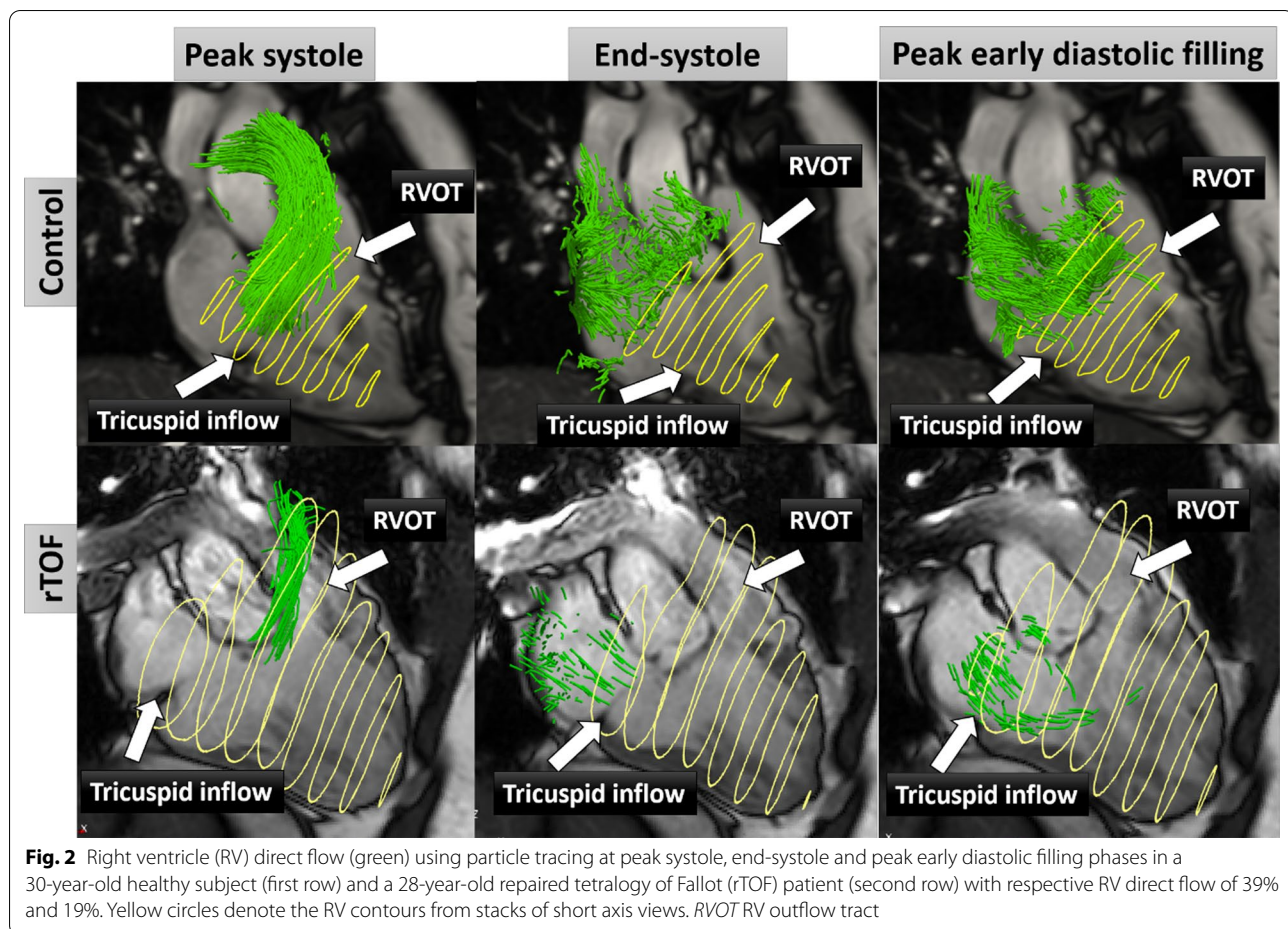 Peak systole
End-systole
Peak early diastolic filling
Control
RVOT
Tricuspid inflow
RVOT
Tricuspid inflow
RVOT
Tricuspid inflow
rTOF
RVOT
Tricuspid inflow
X
RVOT
Tricuspid inflow
Z
RVOT
Tricuspid inflow
X
Fig. 2 Right ventricle (RV) direct flow (green) using particle tracing at peak systole, end-systole and peak early diastolic filling phases in a
30-year-old healthy subject (first row) and a 28-year-old repaired tetralogy of Fallot (rTOF) patient (second row) with respective RV direct flow of 39%
and 19%. Yellow circles denote the RV contours from stacks of short axis views. RVOT RV outflow tract